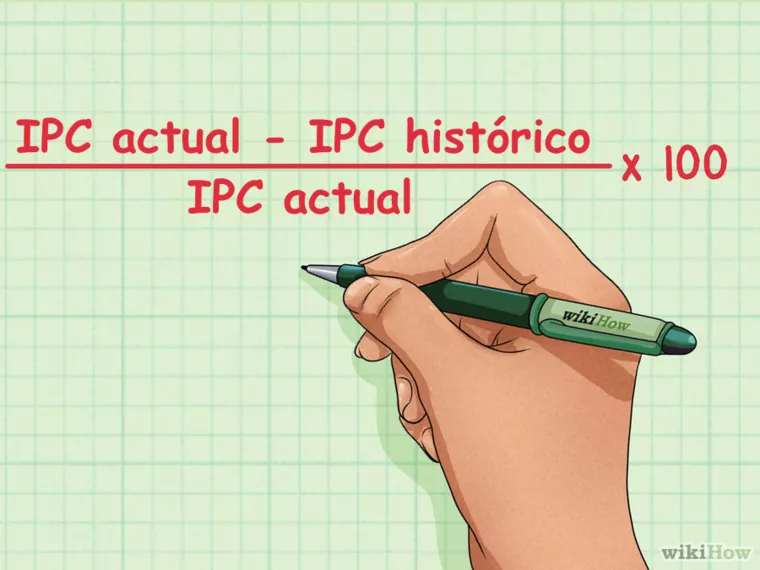 IPC actual - IPC histórico
IPC actual
x 100
wikiHow
wikiHow